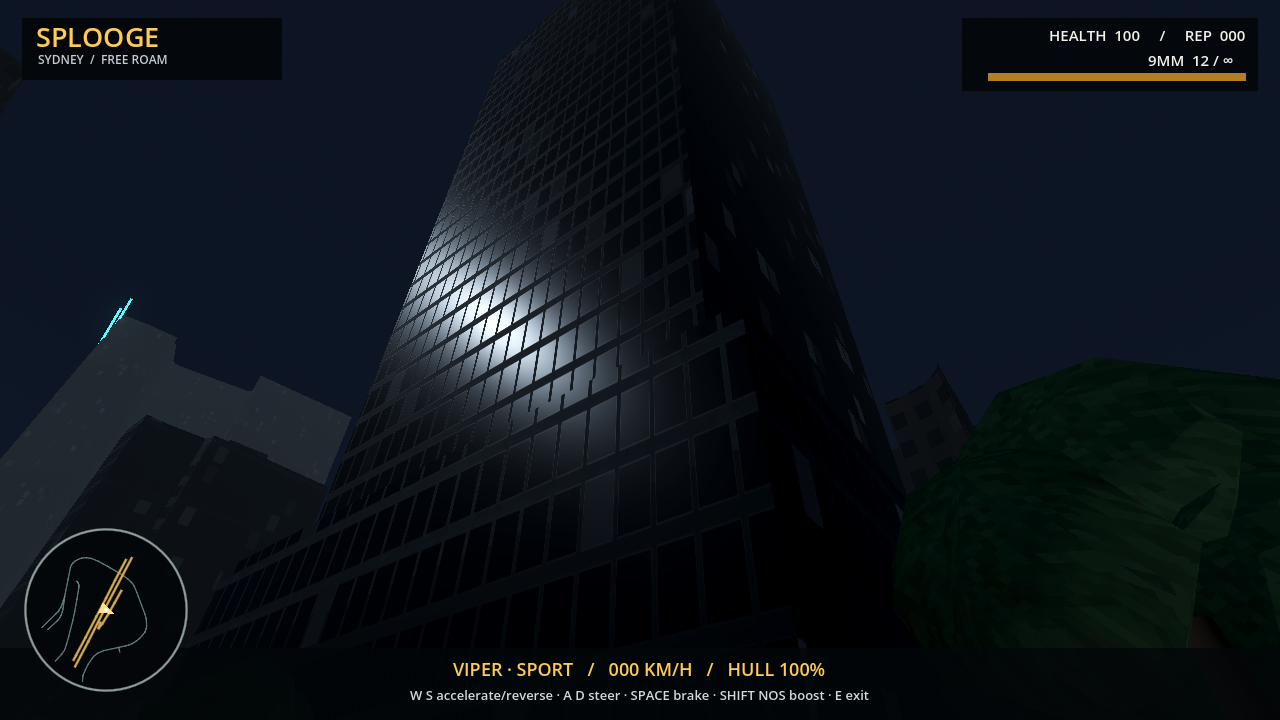 SPLOOGE
SYDNEY / FREE ROAM
HEALTH 100 / REP 000
9MM 12 / ∞
VIPER · SPORT / 000 KM/H / HULL 100%
W S accelerate/reverse · A D steer · SPACE brake · SHIFT NOS boost · E exit